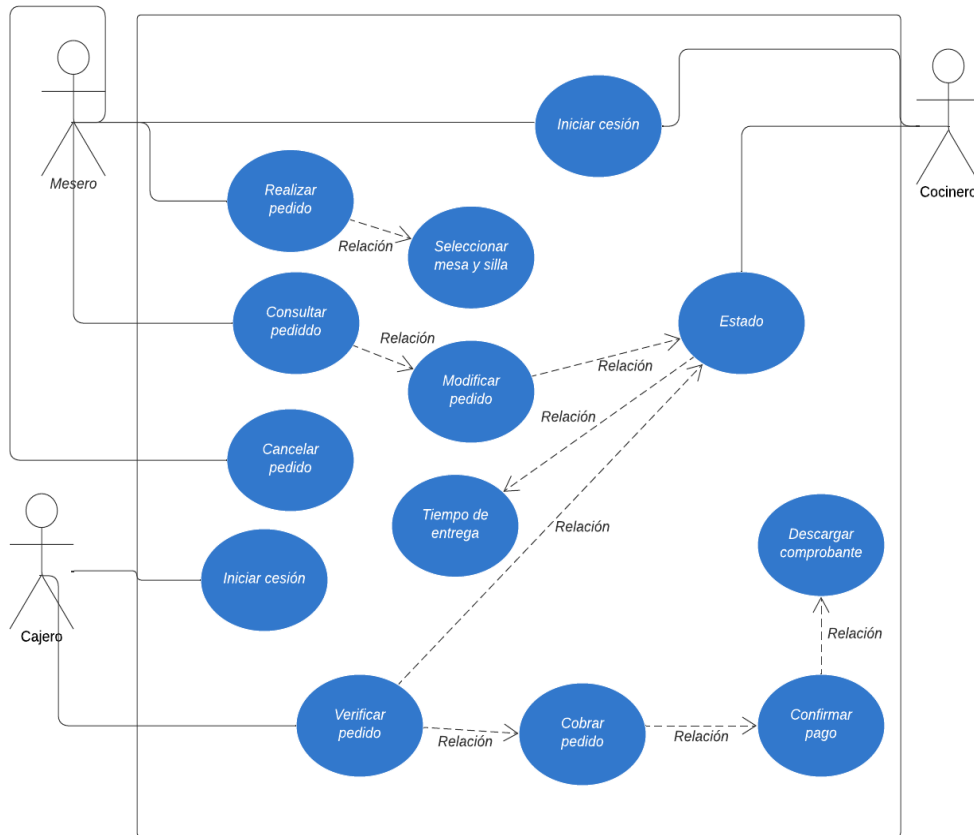 Iniciar cesión
Mesero
Cocinero
Realizar
pedido
Relación
Seleccionar
mesa y silla
Consultar
pediddo
Estado
Relación
Relación
Modificar
pedido
Relación
Cancelar
pedido
Tiempo de
entrega
Relación
Descargar
comprobante
Iniciar cesión
Cajero
Relación
Verificar
pedido
Relación
Cobrar
pedido
Relación
Confirmar
pago